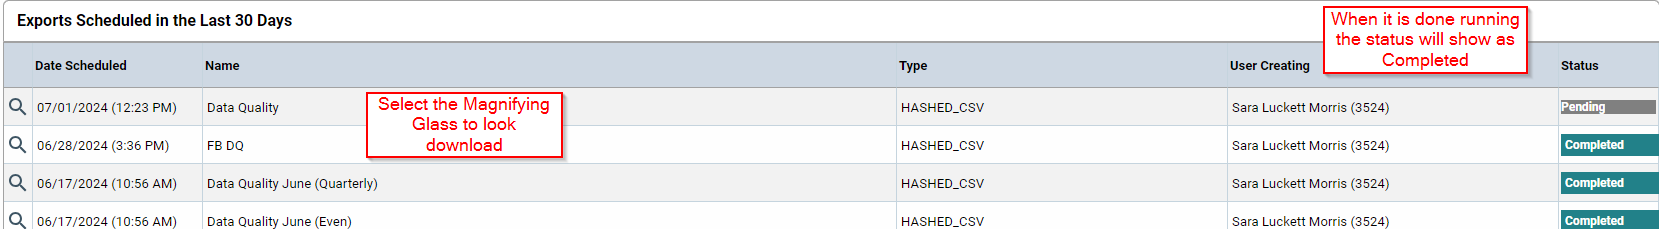 Exports Scheduled in the Last 30 Days
When it is done running
the status will show as
Completed
Date Scheduled Name Type User Creating Status
07/01/2024 (12:23 PM) Data Quality HASHED_CSV Sara Luckett Morris (3524) Pending
Select the Magnifying
Glass to look
download
06/28/2024 (3:36 PM) FB DQ HASHED_CSV Sara Luckett Morris (3524) Completed
06/17/2024 (10:56 AM) Data Quality June (Quarterly) HASHED_CSV Sara Luckett Morris (3524) Completed
06/17/2024 (10:56 AM) Data Quality June (Even) HASHED_CSV Sara Luckett Morris (3524) Completed